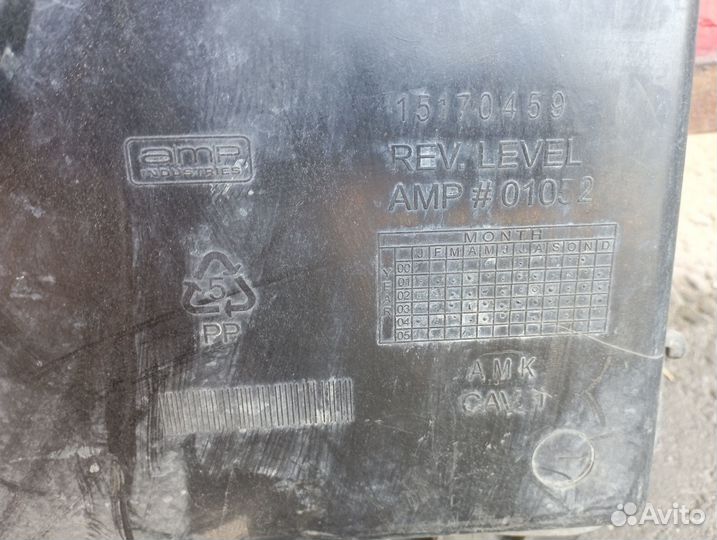 15170459
amp
INDUSTRIES
REV. LEVEL
AMP # 01052
MONTH
J F M A M J J A S O N D
YEAR
00
01
02
03
04
05
5
PP
AMK
CAV. 1
Avito